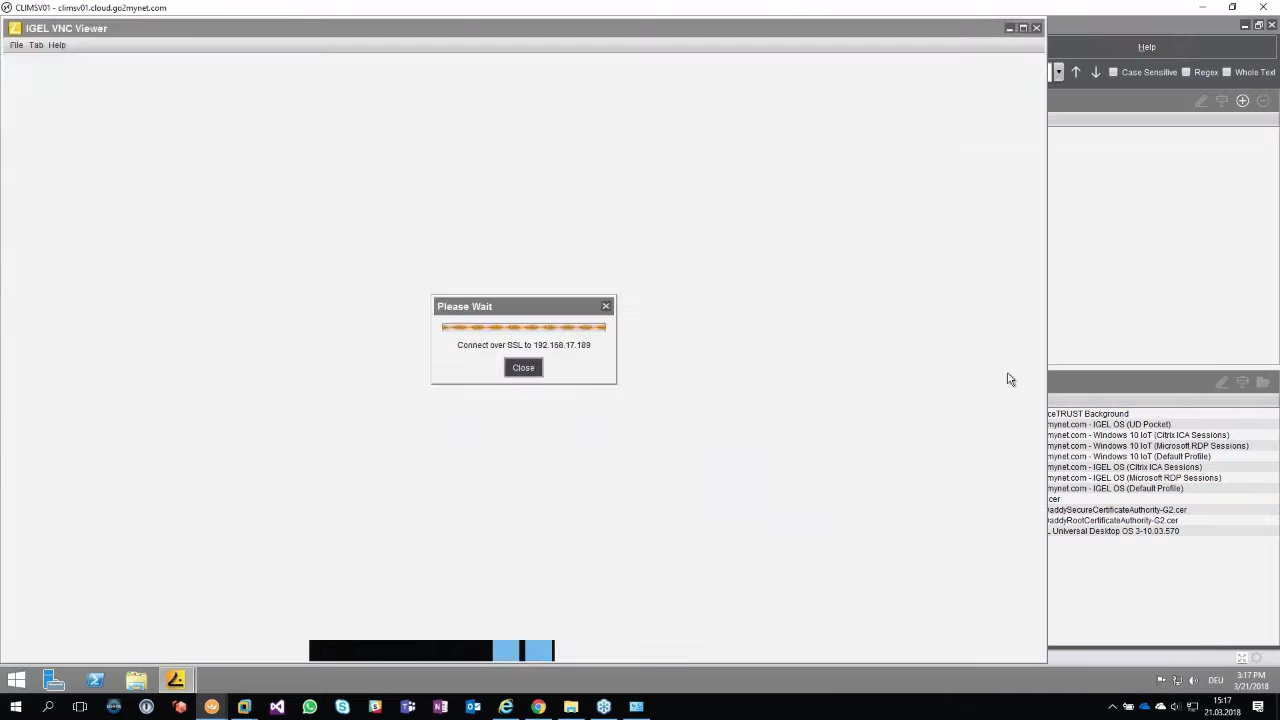 CLIMSV01 - climsv01.cloud.go2mynet.com
IGEL VNC Viewer
File Tab Help
Help
Case Sensitive
Regex
Whole Text
Please Wait
Connect over SSL to 192.168.17.189
Close
ceTRUST Background
mynet.com - IGEL OS (UD Pocket)
mynet.com - Windows 10 IoT (Citrix ICA Sessions)
mynet.com - Windows 10 IoT (Microsoft RDP Sessions)
mynet.com - Windows 10 IoT (Default Profile)
mynet.com - IGEL OS (Citrix ICA Sessions)
mynet.com - IGEL OS (Microsoft RDP Sessions)
mynet.com - IGEL OS (Default Profile)
cer
DaddySecureCertificateAuthority-G2.cer
DaddyRootCertificateAuthority-G2.cer
L Universal Desktop OS 3-10.03.570
DEU
3:17 PM
3/21/2018
15:17
21.03.2018